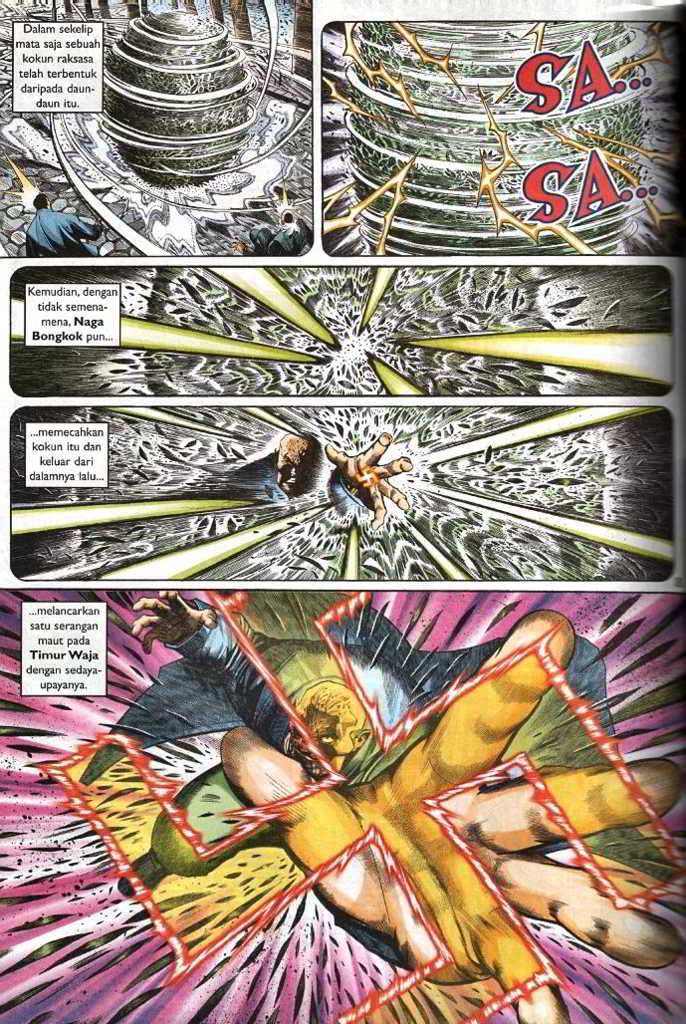 Dalam sekelip
mata saja sebuah
kokun raksasa
telah terbentuk
daripada daun-
daun itu.
SA...
SA...
Kemudian, dengan
tidak semena-
mena, Naga
Bongkok pun...
...memecahkan
kokun itu dan
keluar dari
dalamnya lalu...
...melancarkan
satu serangan
maut pada
Timur Waja
dengan sedaya-
upayanya.